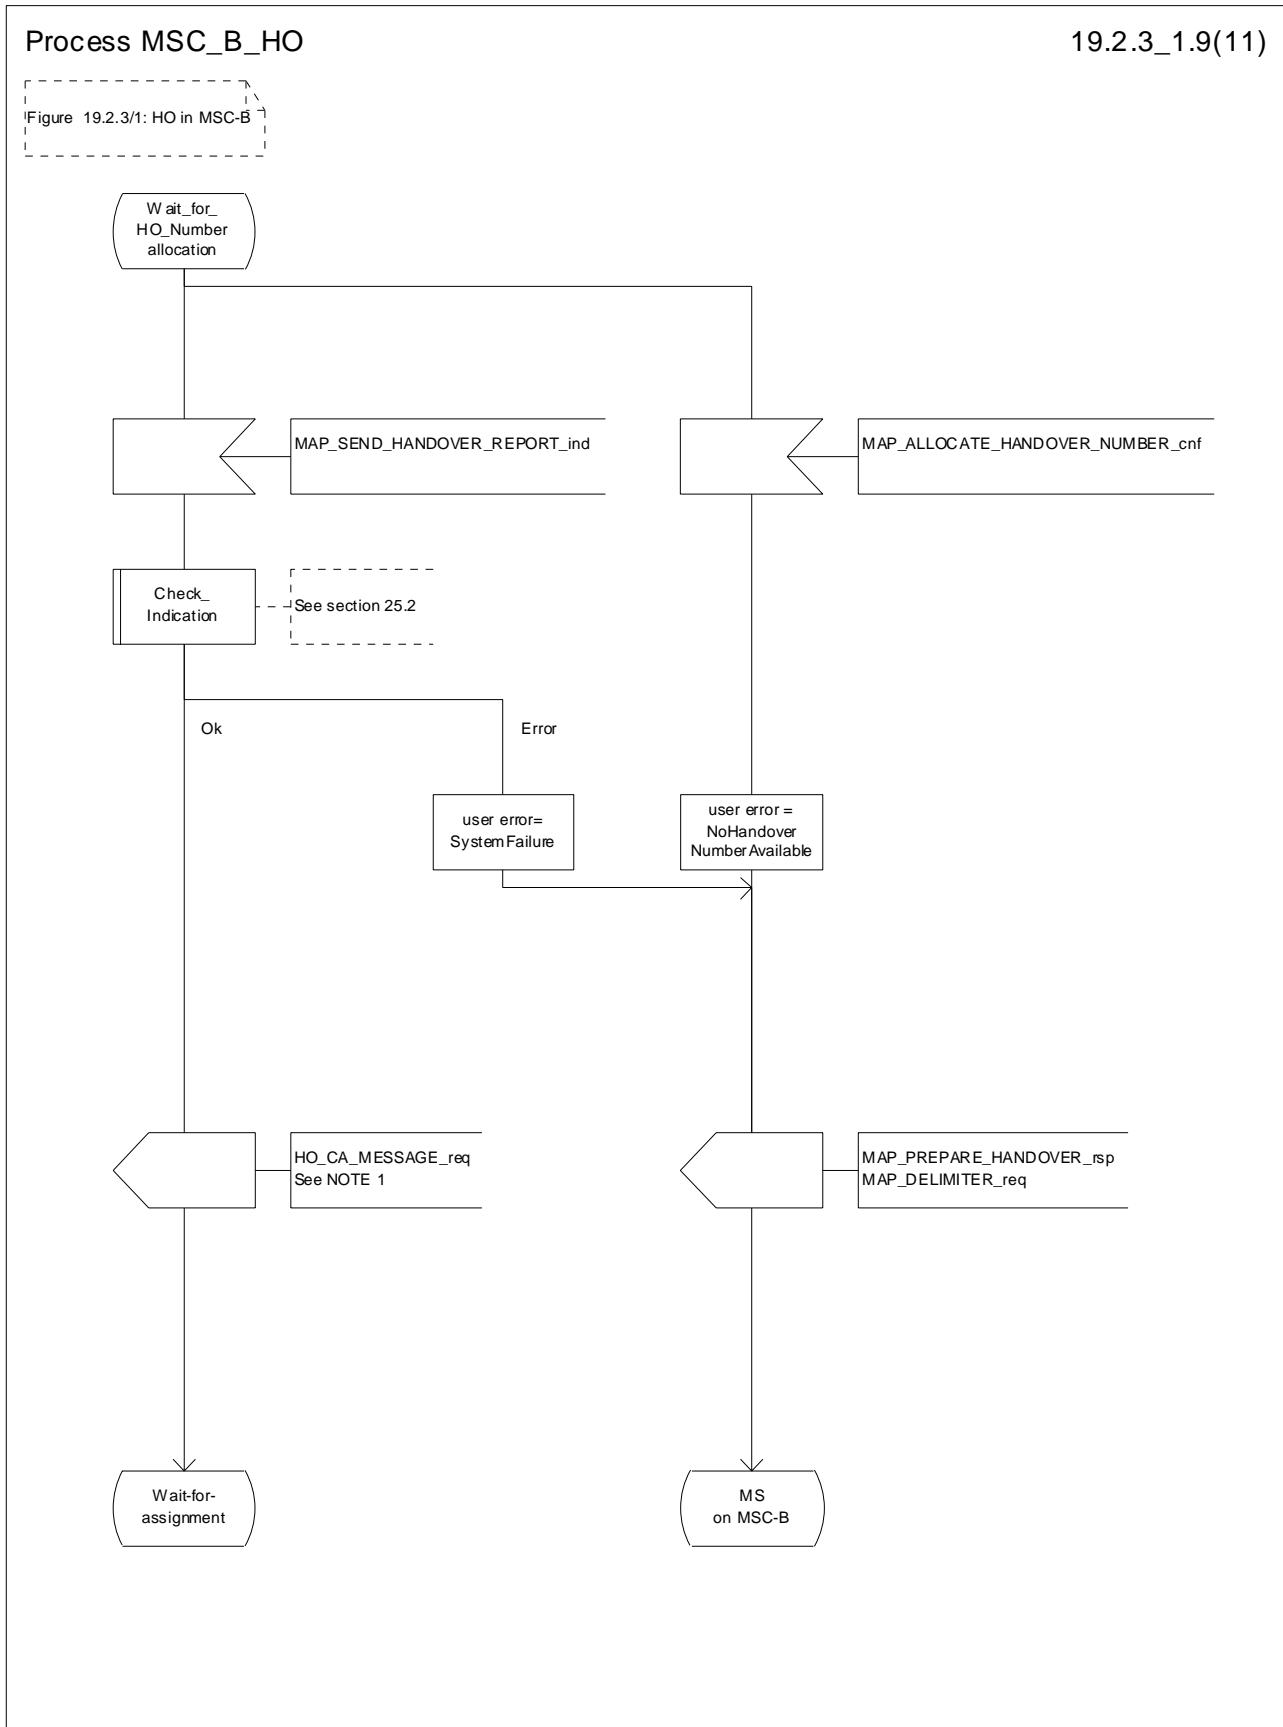 Process MSC_B_HO
19.2.3_1.9(11)
Figure 19.2.3/1: HO in MSC-B
Wait_for_
HO_Number
allocation
MAP_SEND_HANDOVER_REPORT_ind
MAP_ALLOCATE_HANDOVER_NUMBER_cnf
Check_
Indication
See section 25.2
Ok
Error
user error=
SystemFailure
user error =
NoHandover
NumberAvailable
HO_CA_MESSAGE_req
See NOTE 1
MAP_PREPARE_HANDOVER_rsp
MAP_DELIMITER_req
Wait-for-
assignment
MS
on MSC-B